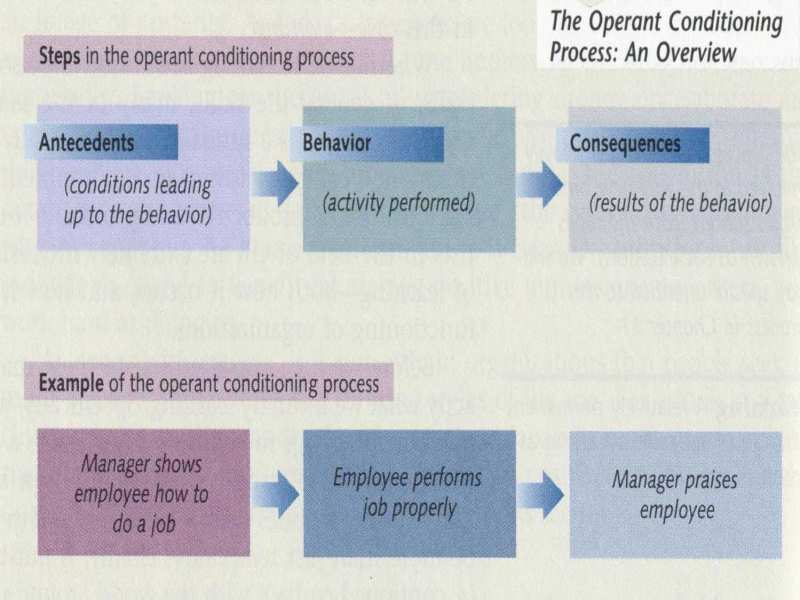 The Operant Conditioning
Process: An Overview
Steps in the operant conditioning process
Antecedents
(conditions leading
up to the behavior)
Behavior
(activity performed)
Consequences
(results of the behavior)
Example of the operant conditioning process
Manager shows
employee how to
do a job
Employee performs
job properly
Manager praises
employee